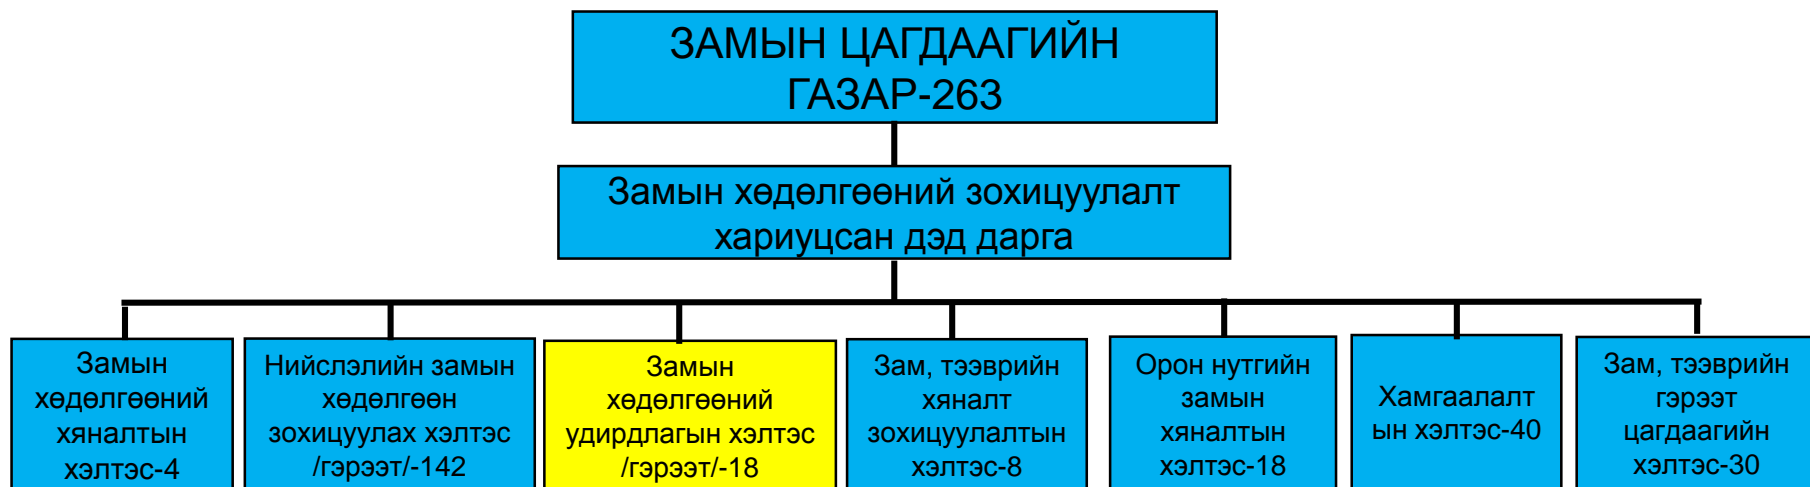 ЗАМЫН ЦАГДААГИЙН
ГАЗАР-263
Замын хөдөлгөөний зохицуулалт
хариуцсан дэд дарга
Замын
хөдөлгөөний
хяналтын
хэлтэс-4
Нийслэлийн замын
хөдөлгөөн
зохицуулах хэлтэс
/гэрээт/-142
Замын
хөдөлгөөний
удирдлагын хэлтэс
/гэрээт/-18
Зам, тээврийн
хяналт
зохицуулалтын
хэлтэс-8
Орон нутгийн
замын
хяналтын
хэлтэс-18
Хамгаалалт
ын хэлтэс-40
Зам, тээврийн
гэрээт
цагдаагийн
хэлтэс-30